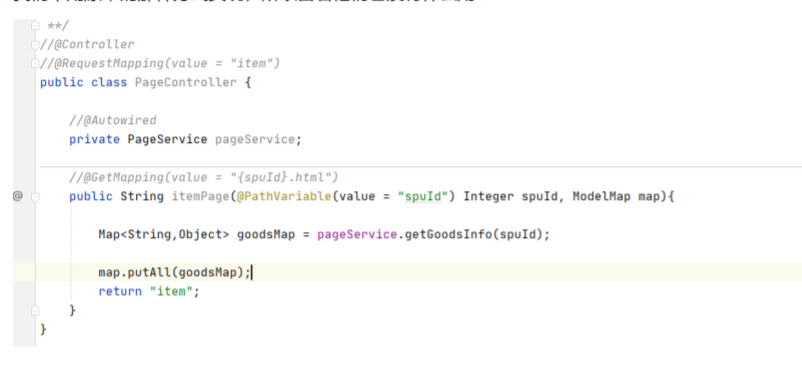 **/
//@Controller
//@RequestMapping(value = "item")
public class PageController {
//@Autowired
private PageService pageService;
//@GetMapping(value = "{spuId}.html")
@ public String itemPage(@PathVariable(value = "spuId") Integer spuId, ModelMap map){
Map<String,Object> goodsMap = pageService.getGoodsInfo(spuId);
map.putAll(goodsMap);
return "item";
}
}